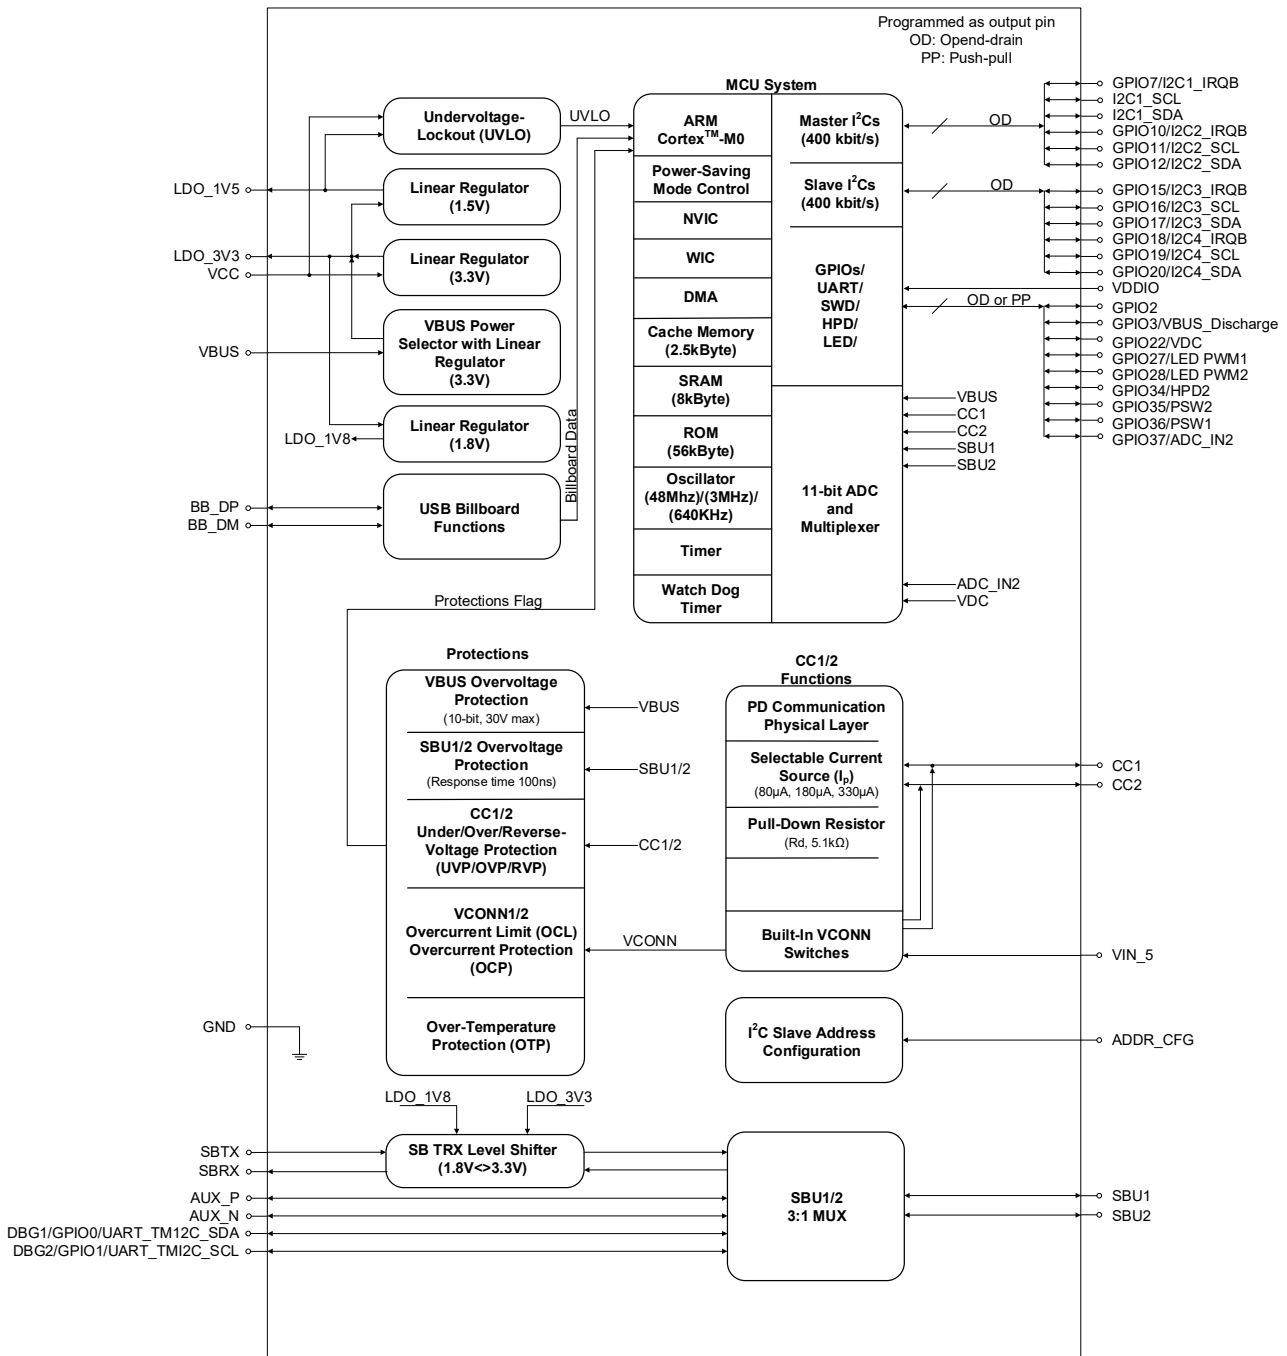 Programmed as output pin
OD: Opend-drain
PP: Push-pull
MCU System
Undervoltage-
Lockout (UVLO)
UVLO
LDO_1V5
Linear Regulator
(1.5V)
LDO_3V3
VCC
Linear Regulator
(3.3V)
VBUS
VBUS Power
Selector with Linear
Regulator
(3.3V)
LDO_1V8
Linear Regulator
(1.8V)
BB_DP
BB_DM
USB Billboard
Functions
Billboard Data
Protections Flag
ARM
Cortex™-M0
Power-Saving
Mode Control
NVIC
WIC
DMA
Cache Memory
(2.5kByte)
SRAM
(8kByte)
ROM
(56kByte)
Oscillator
(48Mhz)/(3MHz)/
(640KHz)
Timer
Watch Dog
Timer
Master I²Cs
(400 kbit/s)
Slave I²Cs
(400 kbit/s)
GPIOs/
UART/
SWD/
HPD/
LED/
11-bit ADC
and
Multiplexer
OD
OD
OD or PP
VBUS
CC1
CC2
SBU1
SBU2
ADC_IN2
VDC
GPIO7/I2C1_IRQB
I2C1_SCL
I2C1_SDA
GPIO10/I2C2_IRQB
GPIO11/I2C2_SCL
GPIO12/I2C2_SDA
GPIO15/I2C3_IRQB
GPIO16/I2C3_SCL
GPIO17/I2C3_SDA
GPIO18/I2C4_IRQB
GPIO19/I2C4_SCL
GPIO20/I2C4_SDA
VDDIO
GPIO2
GPIO3/VBUS_Discharge
GPIO22/VDC
GPIO27/LED PWM1
GPIO28/LED PWM2
GPIO34/HPD2
GPIO35/PSW2
GPIO36/PSW1
GPIO37/ADC_IN2
Protections
VBUS Overvoltage
Protection
(10-bit, 30V max)
SBU1/2 Overvoltage
Protection
(Response time 100ns)
CC1/2
Under/Over/Reverse-
Voltage Protection
(UVP/OVP/RVP)
VCONN1/2
Overcurrent Limit (OCL)
Overcurrent Protection
(OCP)
Over-Temperature
Protection (OTP)
VBUS
SBU1/2
CC1/2
VCONN
CC1/2
Functions
PD Communication
Physical Layer
Selectable Current
Source (Iₚ)
(80µA, 180µA, 330µA)
Pull-Down Resistor
(Rd, 5.1kΩ)
Built-In VCONN
Switches
CC1
CC2
VIN_5
GND
I²C Slave Address
Configuration
ADDR_CFG
LDO_1V8
LDO_3V3
SBTX
SBRX
SB TRX Level Shifter
(1.8V<>3.3V)
AUX_P
AUX_N
DBG1/GPIO0/UART_TM12C_SDA
DBG2/GPIO1/UART_TMI2C_SCL
SBU1/2
3:1 MUX
SBU1
SBU2